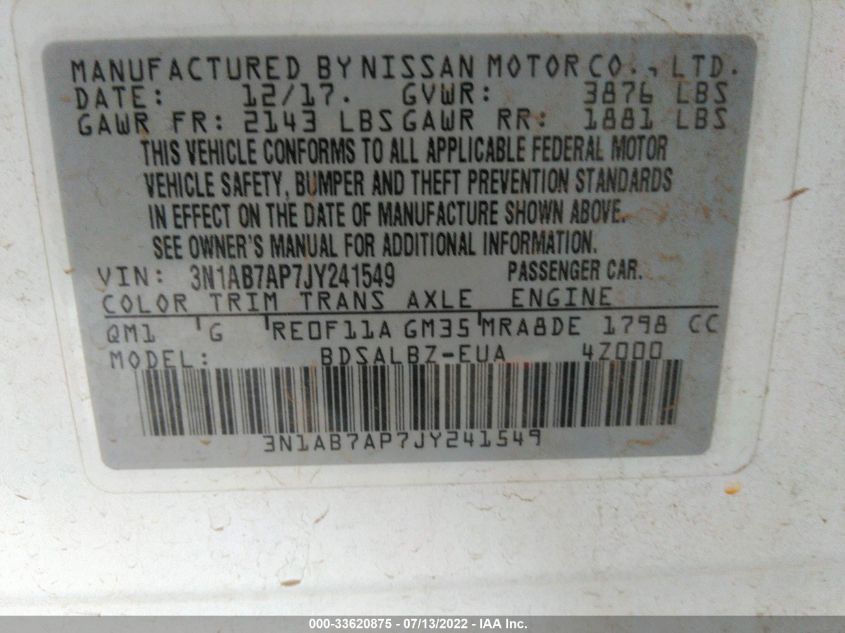 MANUFACTURED BY NISSAN MOTOR CO., LTD.
DATE: 12/17. GVWR: 3876 LBS
GAWR FR: 2143 LBS GAWR RR: 1881 LBS
THIS VEHICLE CONFORMS TO ALL APPLICABLE FEDERAL MOTOR
VEHICLE SAFETY, BUMPER AND THEFT PREVENTION STANDARDS
IN EFFECT ON THE DATE OF MANUFACTURE SHOWN ABOVE.
SEE OWNER'S MANUAL FOR ADDITIONAL INFORMATION.
VIN: 3N1AB7AP7JY241549 PASSENGER CAR.
COLOR TRIM TRANS AXLE ENGINE
QM1 G RE0F11A GM35 MRA8DE 1798 CC
MODEL: BDSALBZ-EUA 4Z000
3N1AB7AP7JY241549
000-33620875 - 07/13/2022 - IAA Inc.